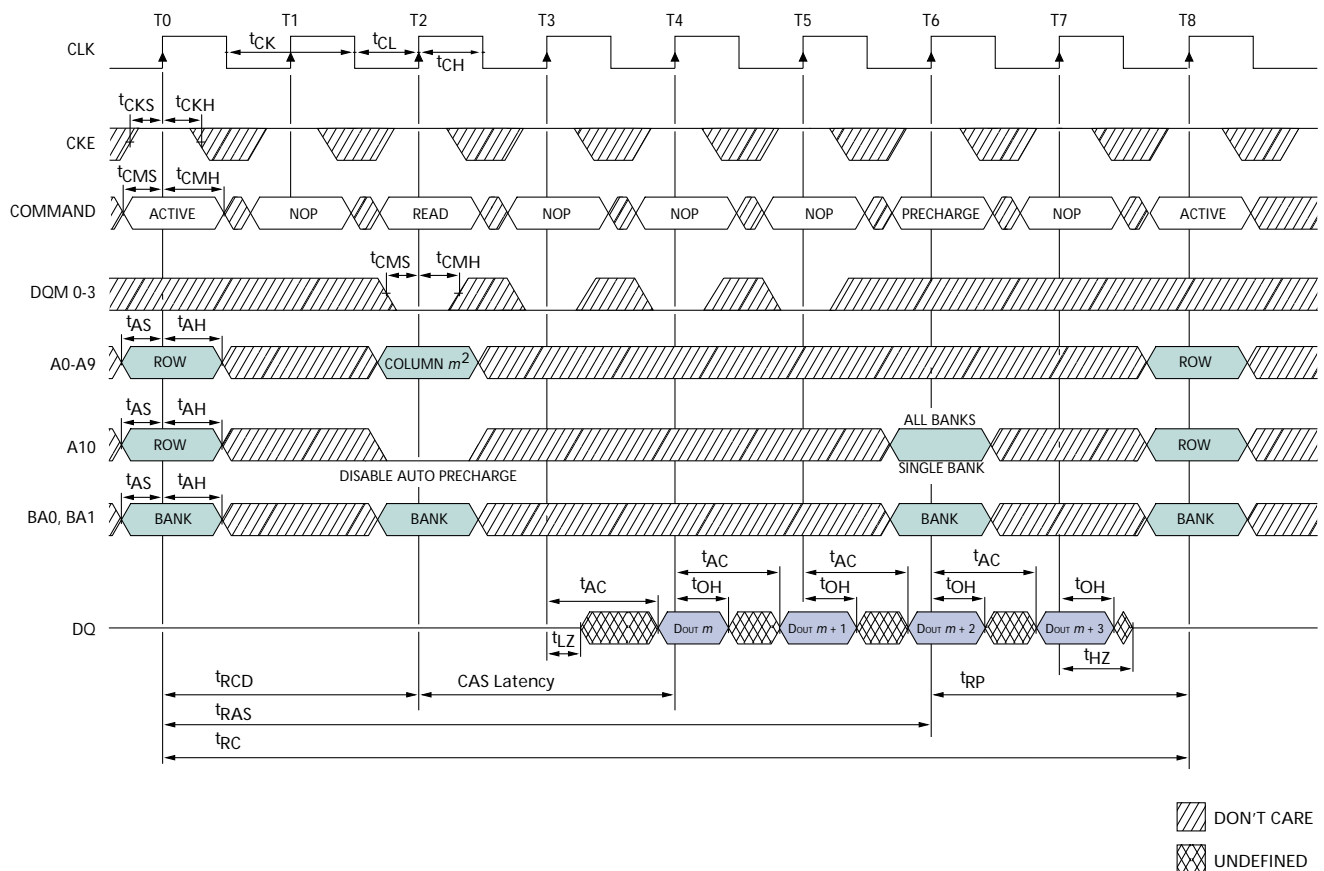 T0 T1 T2 T3 T4 T5 T6 T7 T8
CLK tCK tCL tCH
tCKS tCKH
CKE
tCMS tCMH
COMMAND ACTIVE NOP READ NOP NOP NOP PRECHARGE NOP ACTIVE
tCMS tCMH
DQM 0-3
tAS tAH
A0-A9 ROW COLUMN m2 ROW
tAS tAH ALL BANKS
A10 ROW ROW
DISABLE AUTO PRECHARGE SINGLE BANK
tAS tAH
BA0, BA1 BANK BANK BANK BANK
tAC tAC tAC tAC
tOH tOH tOH tOH
DQ DOUT m DOUT m + 1 DOUT m + 2 DOUT m + 3
tLZ tHZ
tRCD CAS Latency tRP
tRAS
tRC
DON'T CARE
UNDEFINED